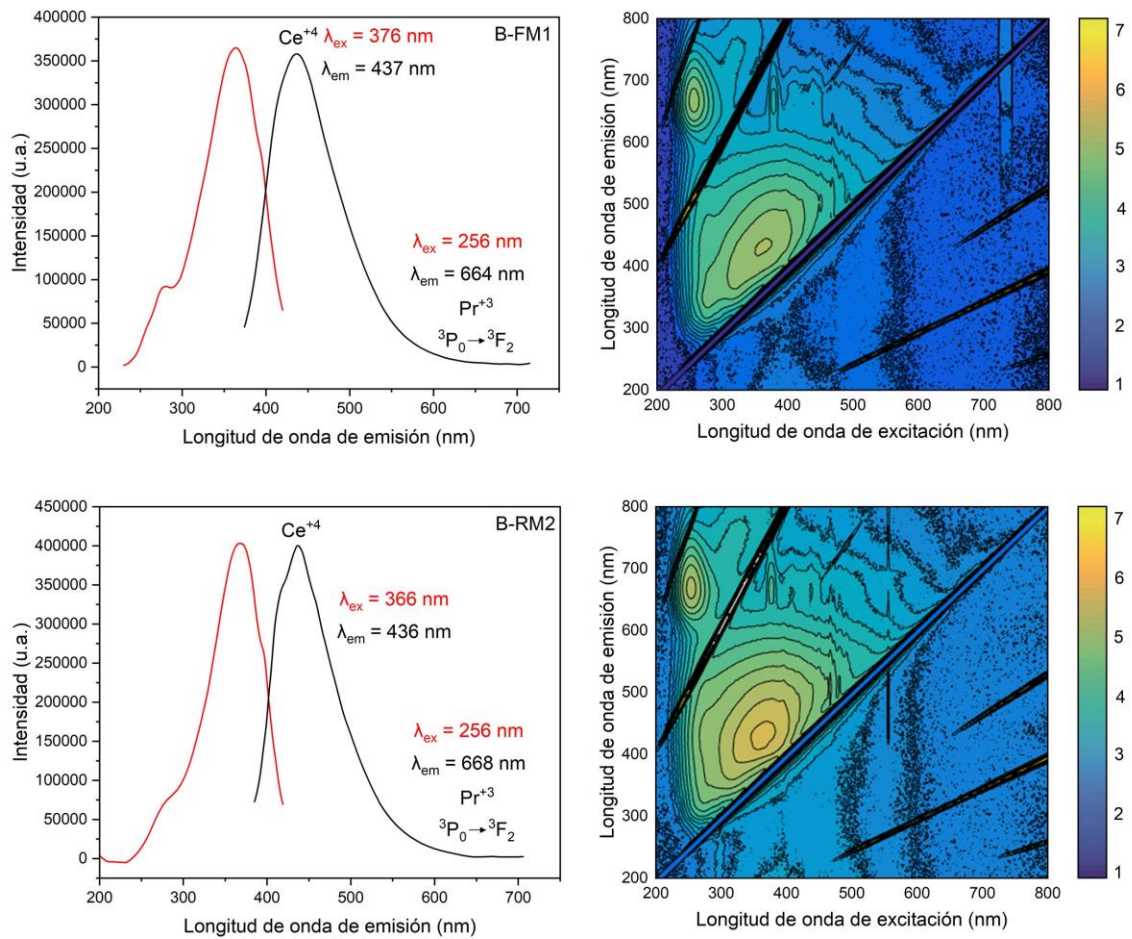 400000
350000
300000
250000
200000
150000
100000
50000
0
Intensidad (u.a.)
Ce⁺⁴
λex = 376 nm
λem = 437 nm
B-FM1
λex = 256 nm
λem = 664 nm
Pr⁺³
³P₀→³F₂
200 300 400 500 600 700
Longitud de onda de emisión (nm)
800
700
600
500
400
300
200
Longitud de onda de emisión (nm)
200 300 400 500 600 700 800
Longitud de onda de excitación (nm)
7
6
5
4
3
2
1
450000
400000
350000
300000
250000
200000
150000
100000
50000
0
Intensidad (u.a.)
Ce⁺⁴
B-RM2
λex = 366 nm
λem = 436 nm
λex = 256 nm
λem = 668 nm
Pr⁺³
³P₀→³F₂
200 300 400 500 600 700
Longitud de onda de emisión (nm)
800
700
600
500
400
300
200
Longitud de onda de emisión (nm)
200 300 400 500 600 700 800
Longitud de onda de excitación (nm)
7
6
5
4
3
2
1